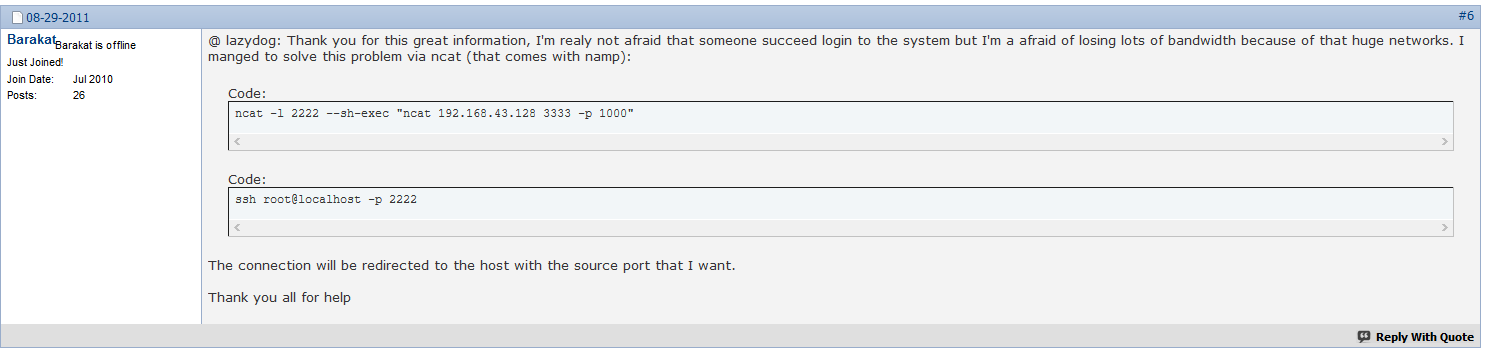 08-29-2011
#6
Barakat Barakat is offline
Just Joined!
Join Date: Jul 2010
Posts: 26
@ lazydog: Thank you for this great information, I'm realy not afraid that someone succeed login to the system but I'm a afraid of losing lots of bandwidth because of that huge networks. I
manged to solve this problem via ncat (that comes with namp):
Code:
ncat -l 2222 --sh-exec "ncat 192.168.43.128 3333 -p 1000"
Code:
ssh root@localhost -p 2222
The connection will be redirected to the host with the source port that I want.
Thank you all for help
Reply With Quote